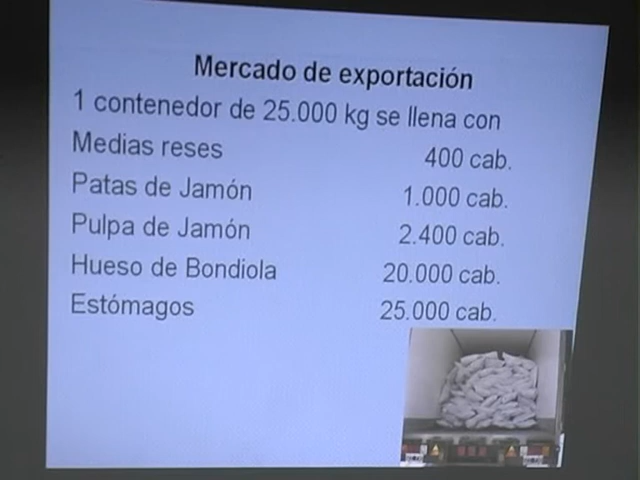 Mercado de exportación
1 contenedor de 25.000 kg se llena con
Medias reses 400 cab.
Patas de Jamón 1.000 cab.
Pulpa de Jamón 2.400 cab.
Hueso de Bondiola 20.000 cab.
Estómagos 25.000 cab.